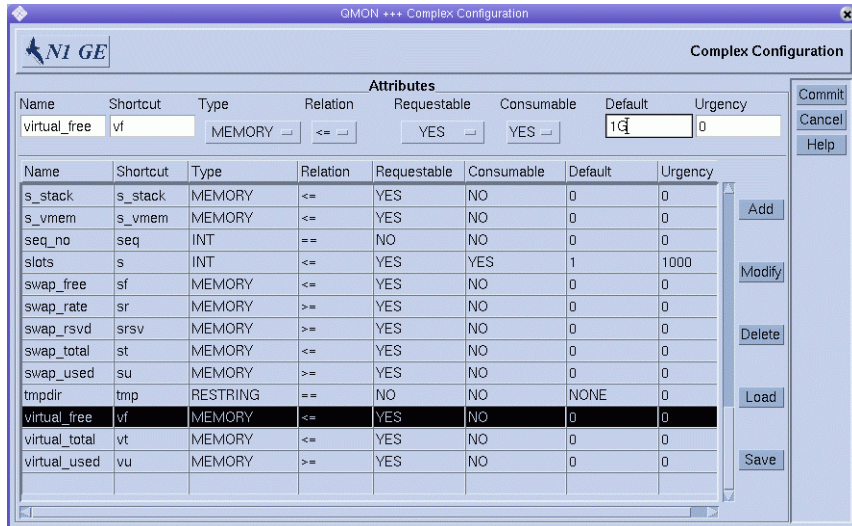 QMON +++ Complex Configuration
N1 GE
Complex Configuration
Attributes
Name Shortcut Type Relation Requestable Consumable Default Urgency
virtual_free vf MEMORY <= YES YES 1G 0
Commit
Cancel
Help
Name Shortcut Type Relation Requestable Consumable Default Urgency
s_stack s_stack MEMORY <= YES NO 0 0
s_vmem s_vmem MEMORY <= YES NO 0 0
seq_no seq INT == NO NO 0 0
slots s INT <= YES YES 1 1000
swap_free sf MEMORY <= YES NO 0 0
swap_rate sr MEMORY >= YES NO 0 0
swap_rsvd srsv MEMORY >= YES NO 0 0
swap_total st MEMORY <= YES NO 0 0
swap_used su MEMORY >= YES NO 0 0
tmpdir tmp RESTRING == NO NO NONE 0
virtual_free vf MEMORY <= YES NO 0 0
virtual_total vt MEMORY <= YES NO 0 0
virtual_used vu MEMORY >= YES NO 0 0
Add
Modify
Delete
Load
Save